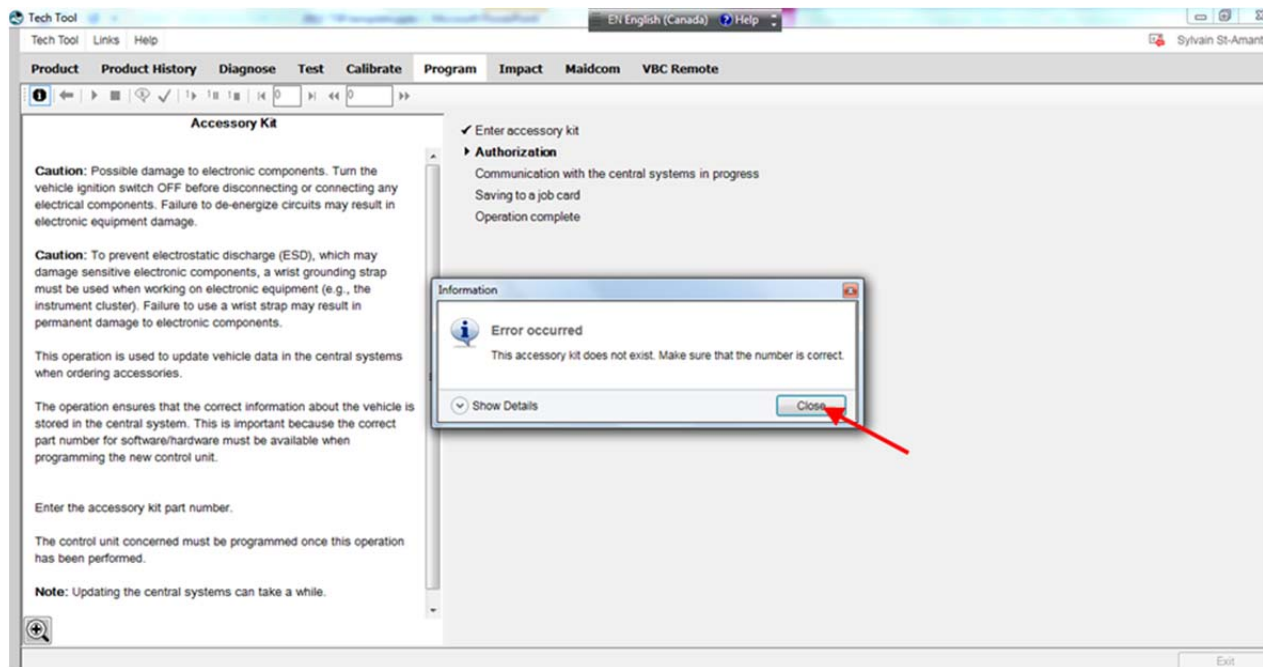 Tech Tool
EN English (Canada) Help
Tech Tool Links Help
Sylvain St-Amant
Product Product History Diagnose Test Calibrate Program Impact Maidcom VBC Remote
0 0
Accessory Kit
Caution: Possible damage to electronic components. Turn the
vehicle ignition switch OFF before disconnecting or connecting any
electrical components. Failure to de-energize circuits may result in
electronic equipment damage.
Caution: To prevent electrostatic discharge (ESD), which may
damage sensitive electronic components, a wrist grounding strap
must be used when working on electronic equipment (e.g., the
instrument cluster). Failure to use a wrist strap may result in
permanent damage to electronic components.
This operation is used to update vehicle data in the central systems
when ordering accessories.
The operation ensures that the correct information about the vehicle is
stored in the central system. This is important because the correct
part number for software/hardware must be available when
programming the new control unit.
Enter the accessory kit part number.
The control unit concerned must be programmed once this operation
has been performed.
Note: Updating the central systems can take a while.
Enter accessory kit
Authorization
Communication with the central systems in progress
Saving to a job card
Operation complete
Information
Error occurred
This accessory kit does not exist. Make sure that the number is correct.
Show Details
Close
Exit